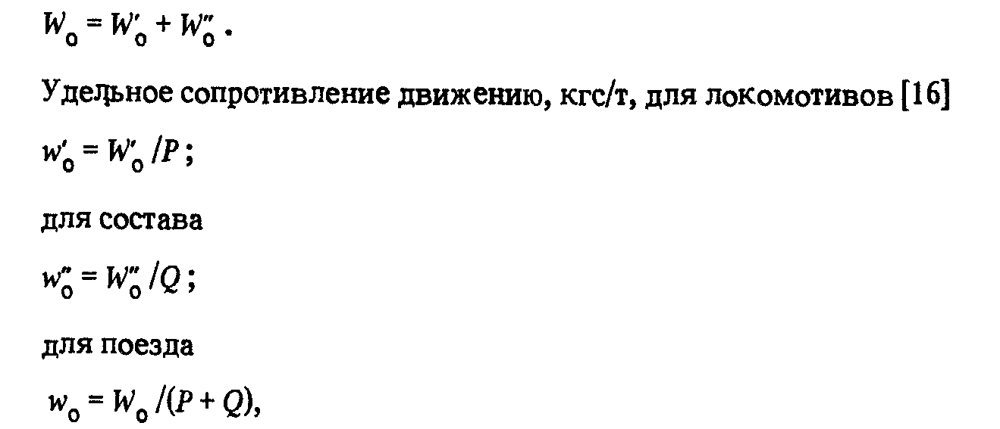 W₀ = W′₀ + W″₀ .
Удельное сопротивление движению, кгс/т, для локомотивов [16]
w′₀ = W′₀ /P ;
для состава
w″₀ = W″₀ /Q ;
для поезда
w₀ = W₀ /(P + Q),